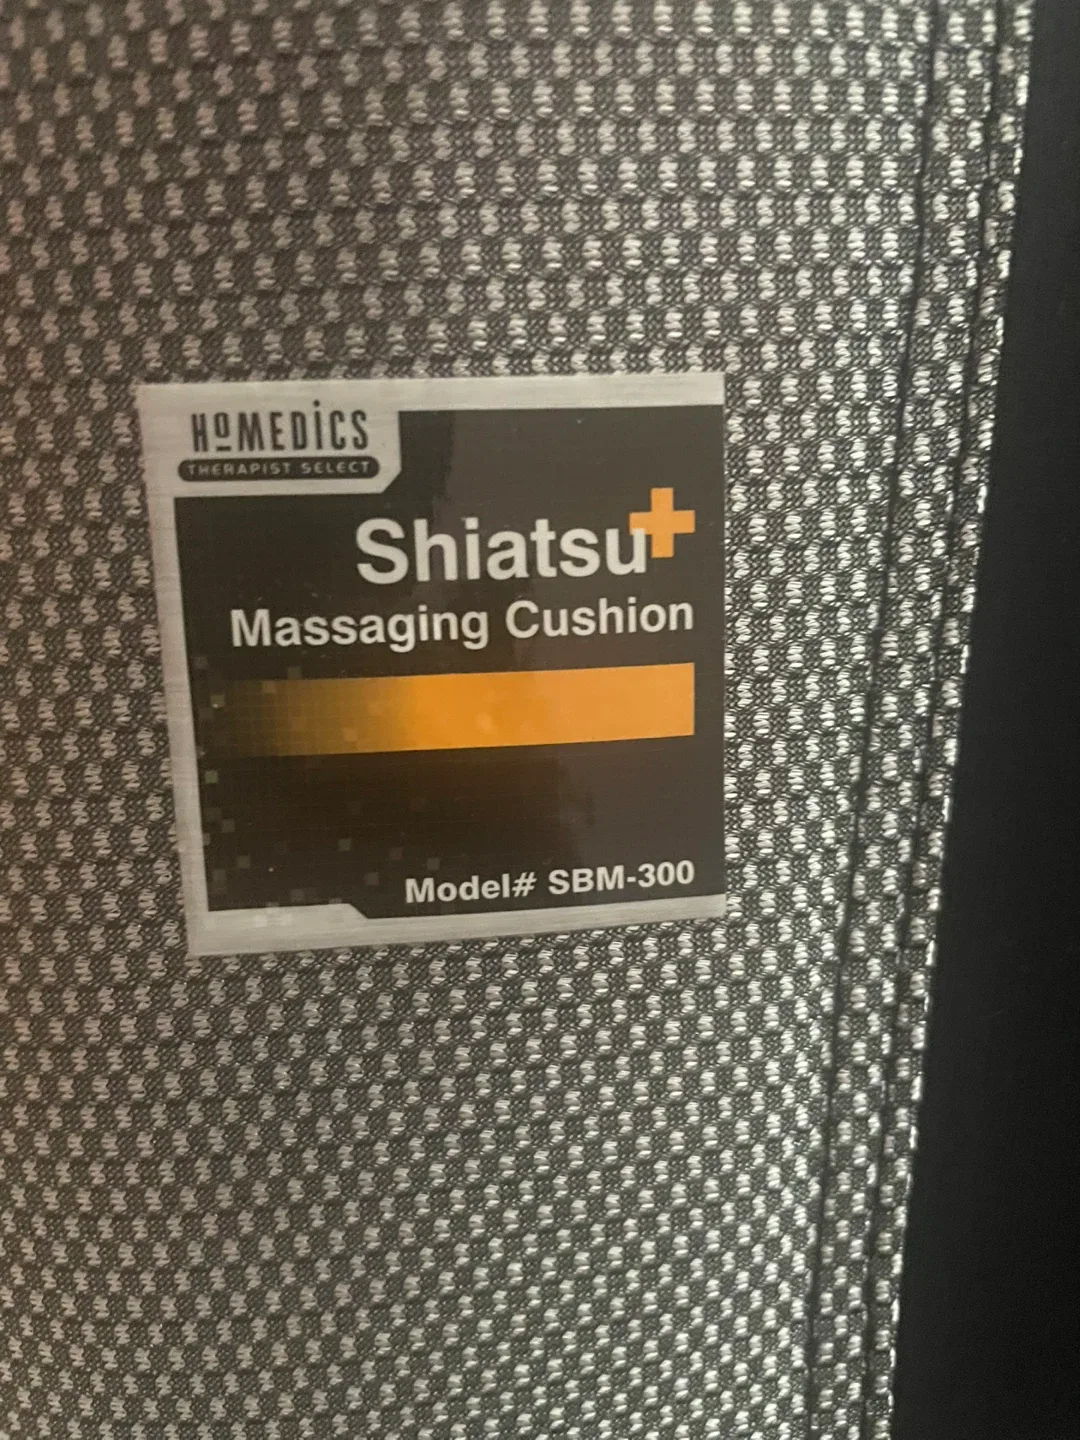 HoMEDiCS
THERAPIST SELECT
Shiatsu+
Massaging Cushion
Model# SBM-300